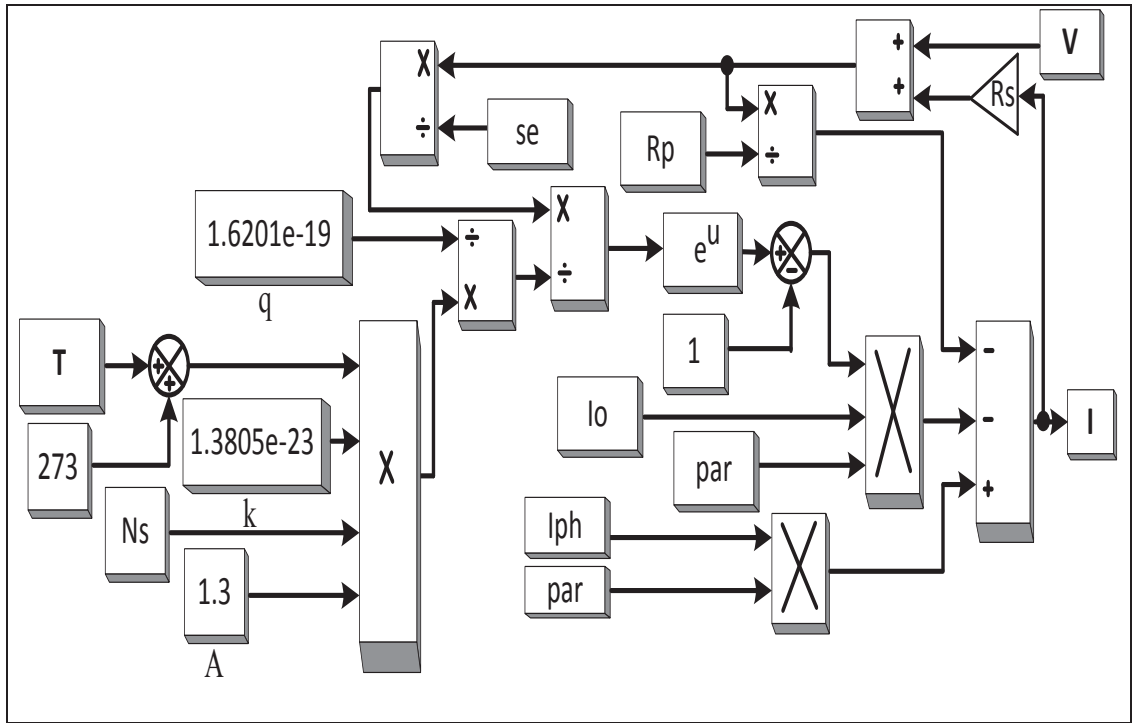 X
÷
se
+
+
V
Rs
X
÷
Rp
1.6201e-19
q
÷
X
X
÷
e^u
+
-
1
T
+
+
273
1.3805e-23
k
Ns
1.3
A
X
Io
par
Iph
par
-
-
+
I